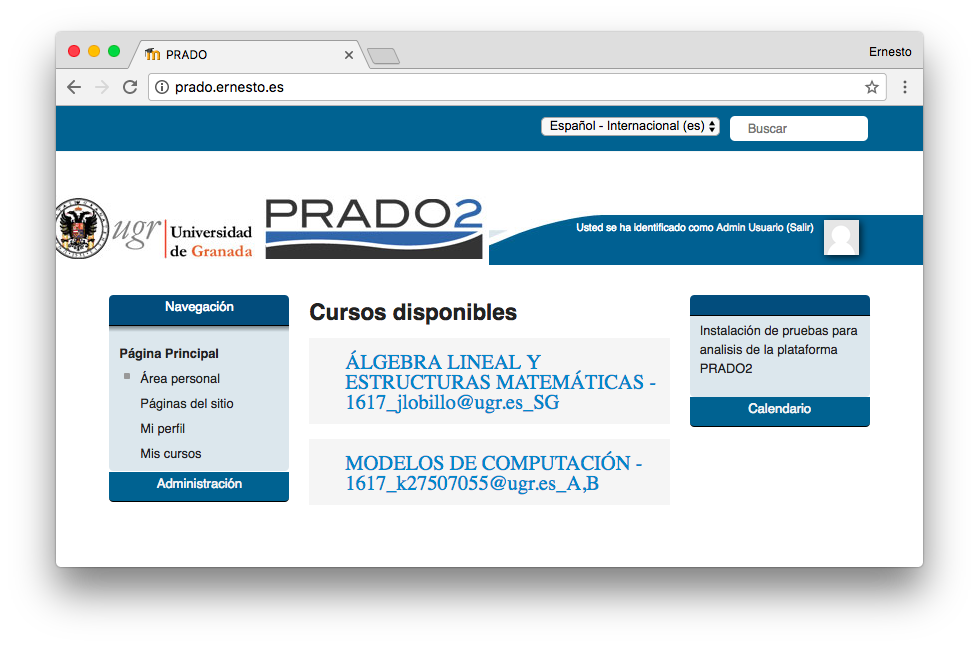 PRADO
Ernesto
prado.ernesto.es
Español - Internacional (es)
Buscar
ugr
Universidad
de Granada
PRADO2
Usted se ha identificado como Admin Usuario (Salir)
Navegación
Página Principal
Área personal
Páginas del sitio
Mi perfil
Mis cursos
Administración
Cursos disponibles
ÁLGEBRA LINEAL Y
ESTRUCTURAS MATEMÁTICAS -
1617_jlobillo@ugr.es_SG
MODELOS DE COMPUTACIÓN -
1617_k27507055@ugr.es_A,B
Instalación de pruebas para
analisis de la plataforma
PRADO2
Calendario